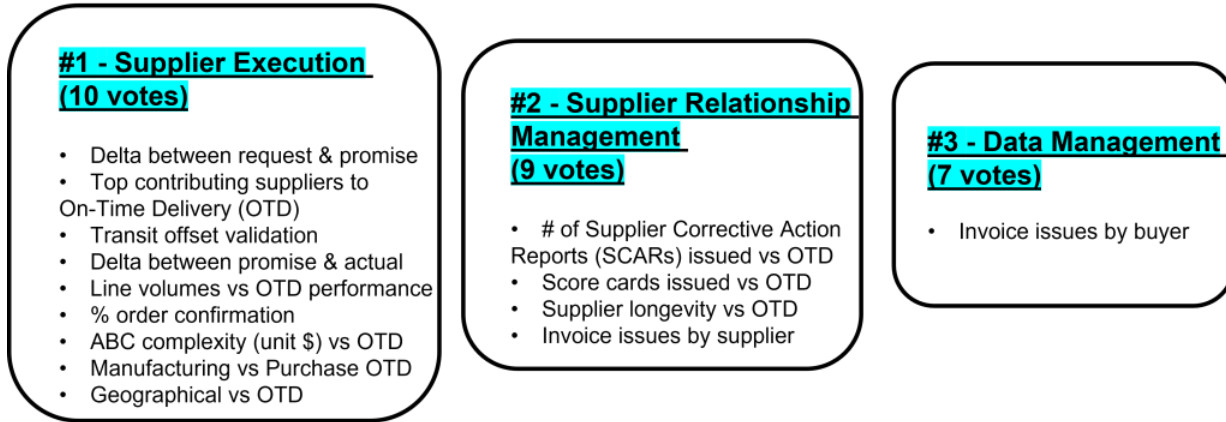 #1 - Supplier Execution
(10 votes)
• Delta between request & promise
• Top contributing suppliers to
On-Time Delivery (OTD)
• Transit offset validation
• Delta between promise & actual
• Line volumes vs OTD performance
• % order confirmation
• ABC complexity (unit $) vs OTD
• Manufacturing vs Purchase OTD
• Geographical vs OTD
#2 - Supplier Relationship
Management
(9 votes)
• # of Supplier Corrective Action
Reports (SCARs) issued vs OTD
• Score cards issued vs OTD
• Supplier longevity vs OTD
• Invoice issues by supplier
#3 - Data Management
(7 votes)
• Invoice issues by buyer